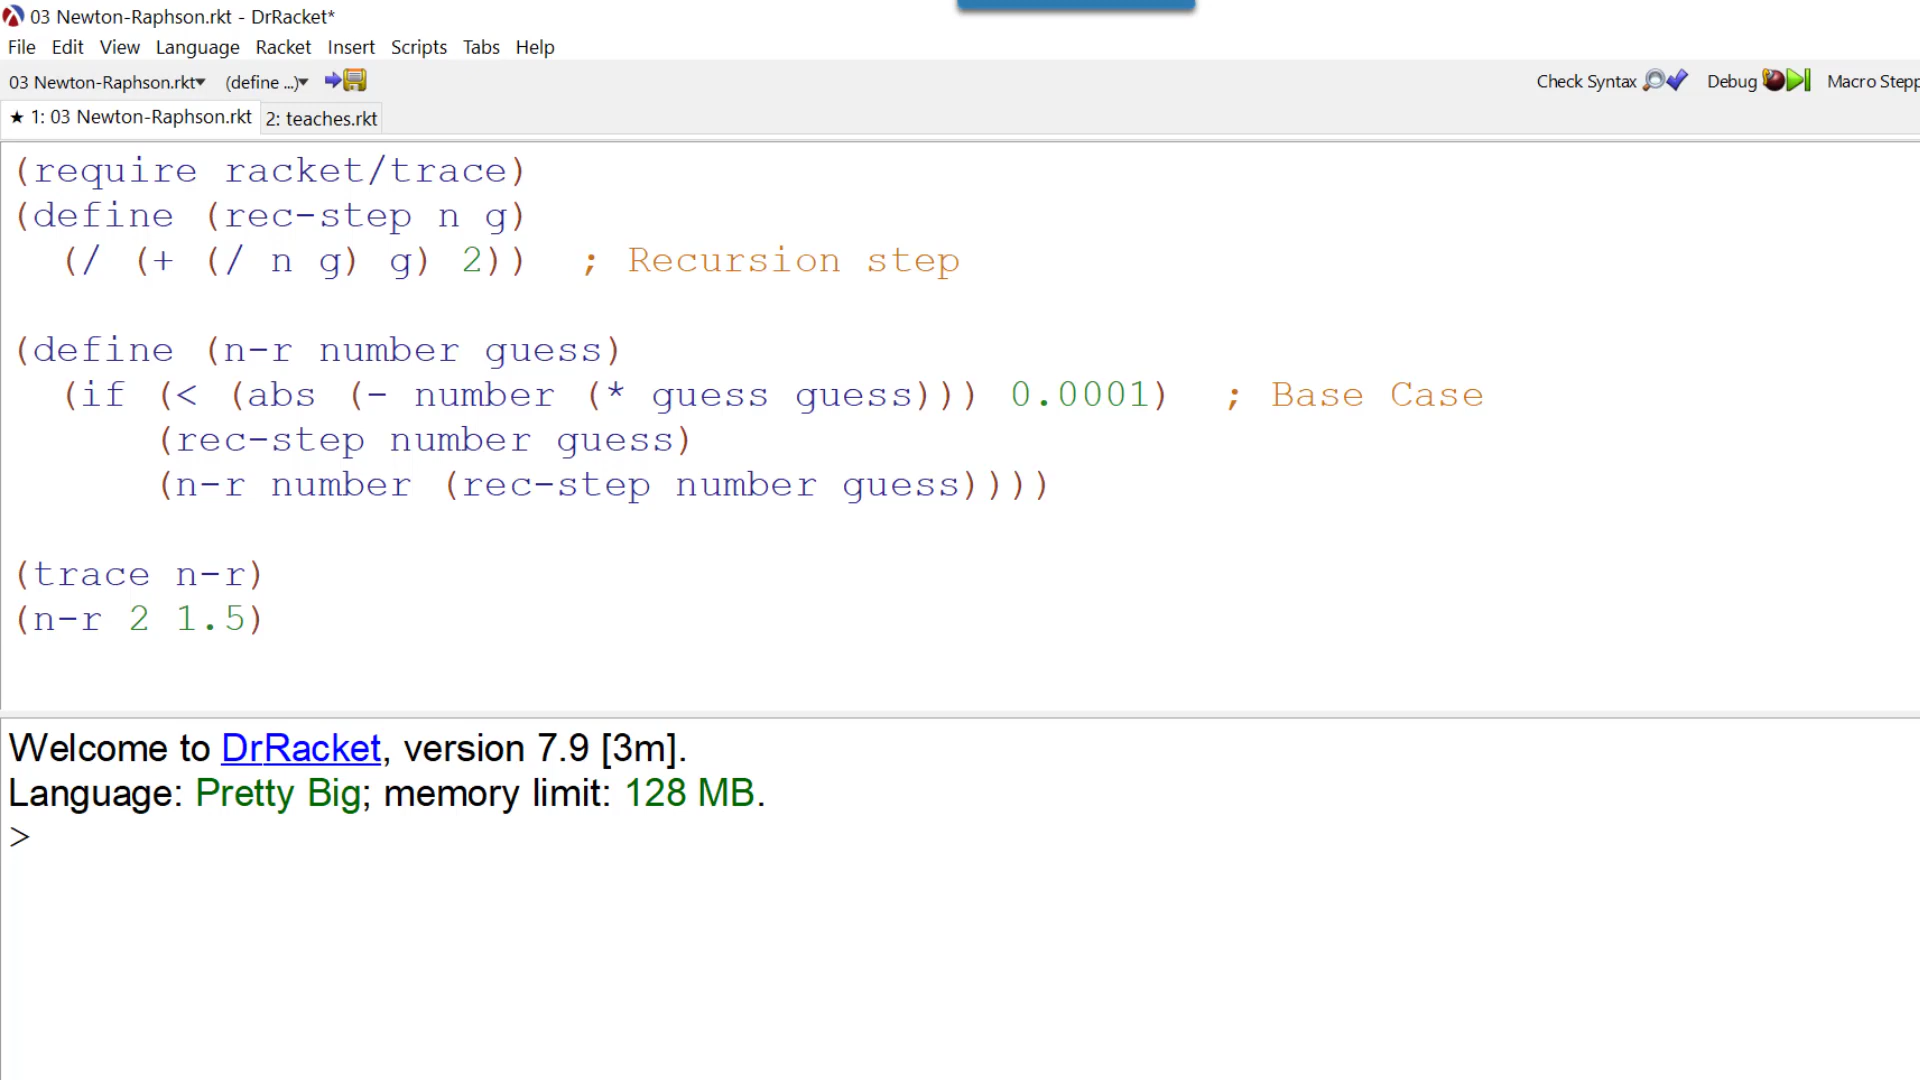 03 Newton-Raphson.rkt - DrRacket*
File Edit View Language Racket Insert Scripts Tabs Help
03 Newton-Raphson.rkt▾ (define ...)▾ Check Syntax Debug Macro Stepp
★ 1: 03 Newton-Raphson.rkt 2: teaches.rkt
(require racket/trace)
(define (rec-step n g)
  (/ (+ (/ n g) g) 2))  ; Recursion step
(define (n-r number guess)
  (if (< (abs (- number (* guess guess))) 0.0001)  ; Base Case
      (rec-step number guess)
      (n-r number (rec-step number guess))))
(trace n-r)
(n-r 2 1.5)
Welcome to DrRacket, version 7.9 [3m].
Language: Pretty Big; memory limit: 128 MB.
>